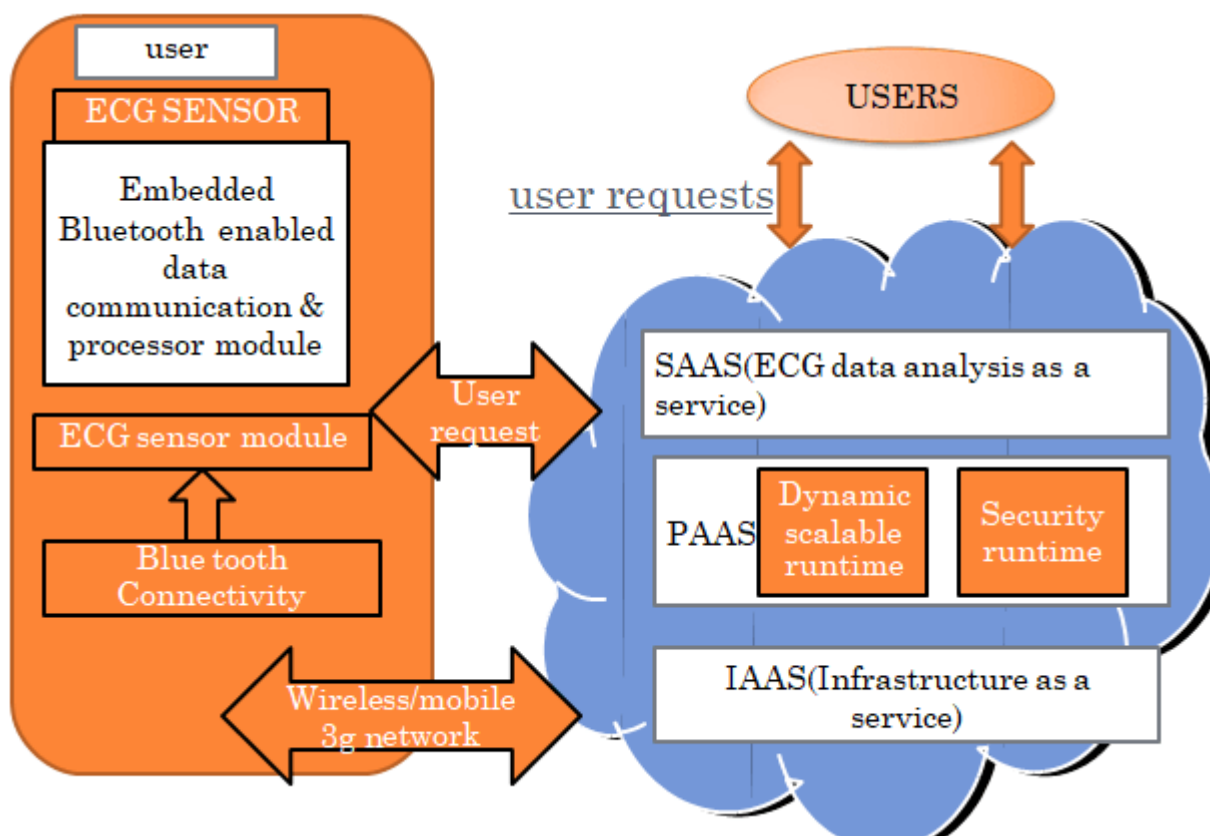 user
ECG SENSOR
Embedded
Bluetooth enabled
data
communication &
processor module
ECG sensor module
Blue tooth
Connectivity
User
request
Wireless/mobile
3g network
USERS
user requests
SAAS(ECG data analysis as a
service)
PAAS
Dynamic
scalable
runtime
Security
runtime
IAAS(Infrastructure as a
service)